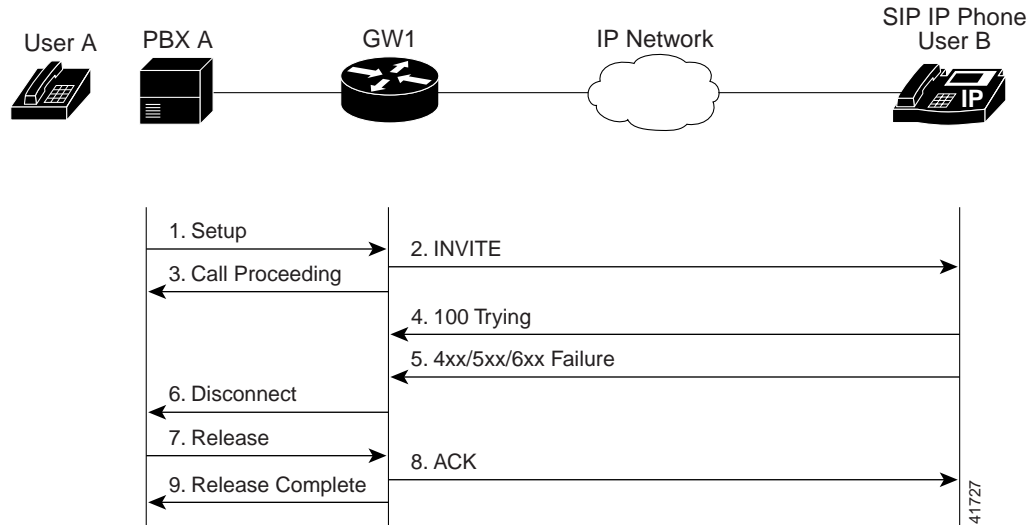 User A
PBX A
GW1
IP Network
SIP IP Phone
User B
IP
1. Setup
2. INVITE
3. Call Proceeding
4. 100 Trying
5. 4xx/5xx/6xx Failure
6. Disconnect
7. Release
8. ACK
9. Release Complete
41727